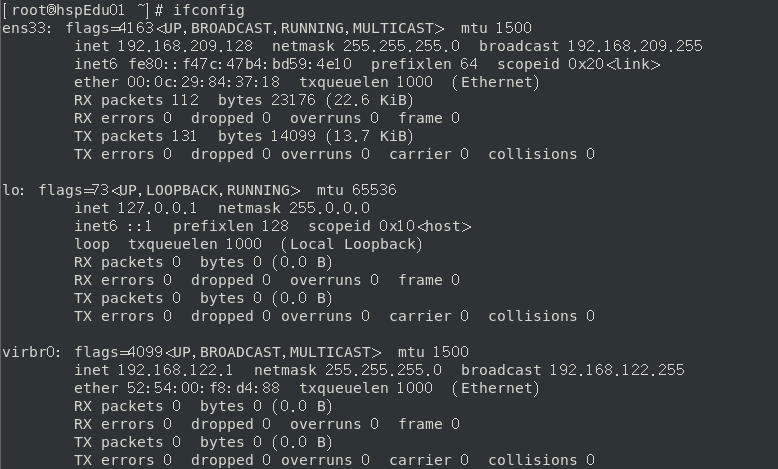 [root@hspEdu01 ~]# ifconfig
ens33: flags=4163<UP,BROADCAST,RUNNING,MULTICAST>  mtu 1500
        inet 192.168.209.128  netmask 255.255.255.0  broadcast 192.168.209.255
        inet6 fe80::f47c:47b4:bd59:4e10  prefixlen 64  scopeid 0x20<link>
        ether 00:0c:29:84:37:18  txqueuelen 1000  (Ethernet)
        RX packets 112  bytes 23176 (22.6 KiB)
        RX errors 0  dropped 0  overruns 0  frame 0
        TX packets 131  bytes 14099 (13.7 KiB)
        TX errors 0  dropped 0 overruns 0  carrier 0  collisions 0

lo: flags=73<UP,LOOPBACK,RUNNING>  mtu 65536
        inet 127.0.0.1  netmask 255.0.0.0
        inet6 ::1  prefixlen 128  scopeid 0x10<host>
        loop  txqueuelen 1000  (Local Loopback)
        RX packets 0  bytes 0 (0.0 B)
        RX errors 0  dropped 0  overruns 0  frame 0
        TX packets 0  bytes 0 (0.0 B)
        TX errors 0  dropped 0 overruns 0  carrier 0  collisions 0

virbr0: flags=4099<UP,BROADCAST,MULTICAST>  mtu 1500
        inet 192.168.122.1  netmask 255.255.255.0  broadcast 192.168.122.255
        ether 52:54:00:f8:d4:88  txqueuelen 1000  (Ethernet)
        RX packets 0  bytes 0 (0.0 B)
        RX errors 0  dropped 0  overruns 0  frame 0
        TX packets 0  bytes 0 (0.0 B)
        TX errors 0  dropped 0 overruns 0  carrier 0  collisions 0